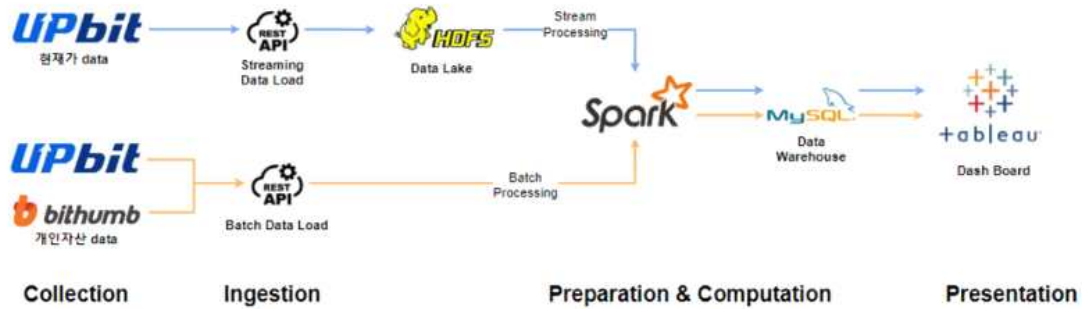 UPbit
현재가 data
REST
API
Streaming
Data Load
HDFS
Data Lake
Stream
Processing
Spark
MySQL
Data
Warehouse
+ableau
Dash Board
UPbit
bithumb
개인자산 data
REST
API
Batch Data Load
Batch
Processing
Collection
Ingestion
Preparation & Computation
Presentation